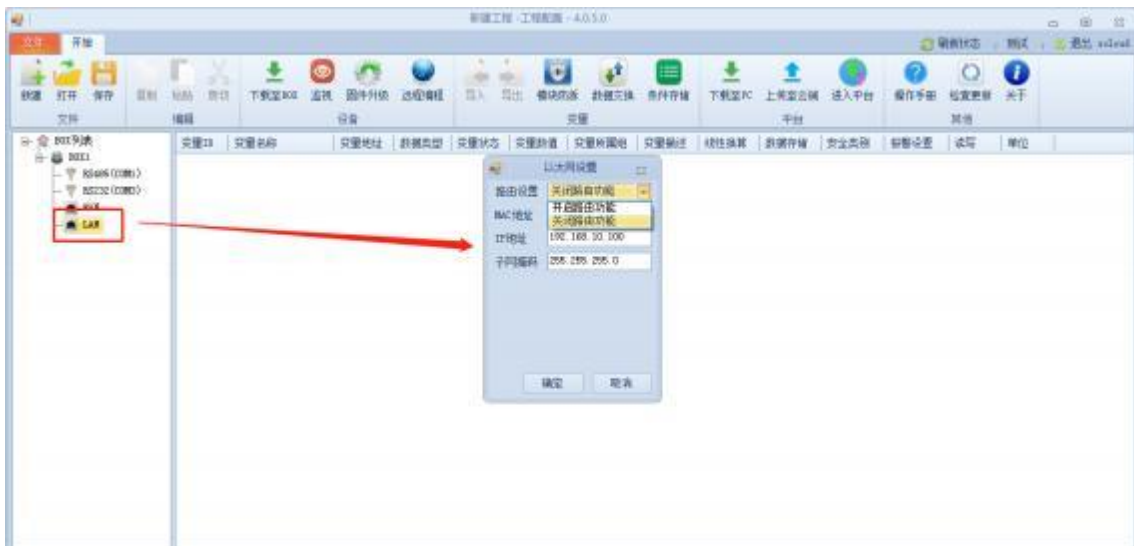 新建工程 - 工程配置 - 4.0.5.0
文件 开始 刷新状态 测试 退出
新建 打开 保存 复制 粘贴 剪切 下载至BOX 监视 固件升级 远程编程 导入 导出 数据交换 条件存储 下载至PC 上传至云端 进入平台 操作手册 检查更新 关于
文件 编辑 设备 变量 平台 其他
BOX列表 变量ID 变量名称 变量地址 数据类型 变量状态 变量数值 变量所属组 变量描述 线性换算 数据存储 安全类别 报警设置 读写 单位
BOX1
RS485(COM1)
RS232(COM0)
LAN
以太网设置
路由设置 关闭路由功能
开启路由功能
MAC地址 关闭路由功能
IP地址 192.168.10.100
子网掩码 255.255.255.0
确定 取消